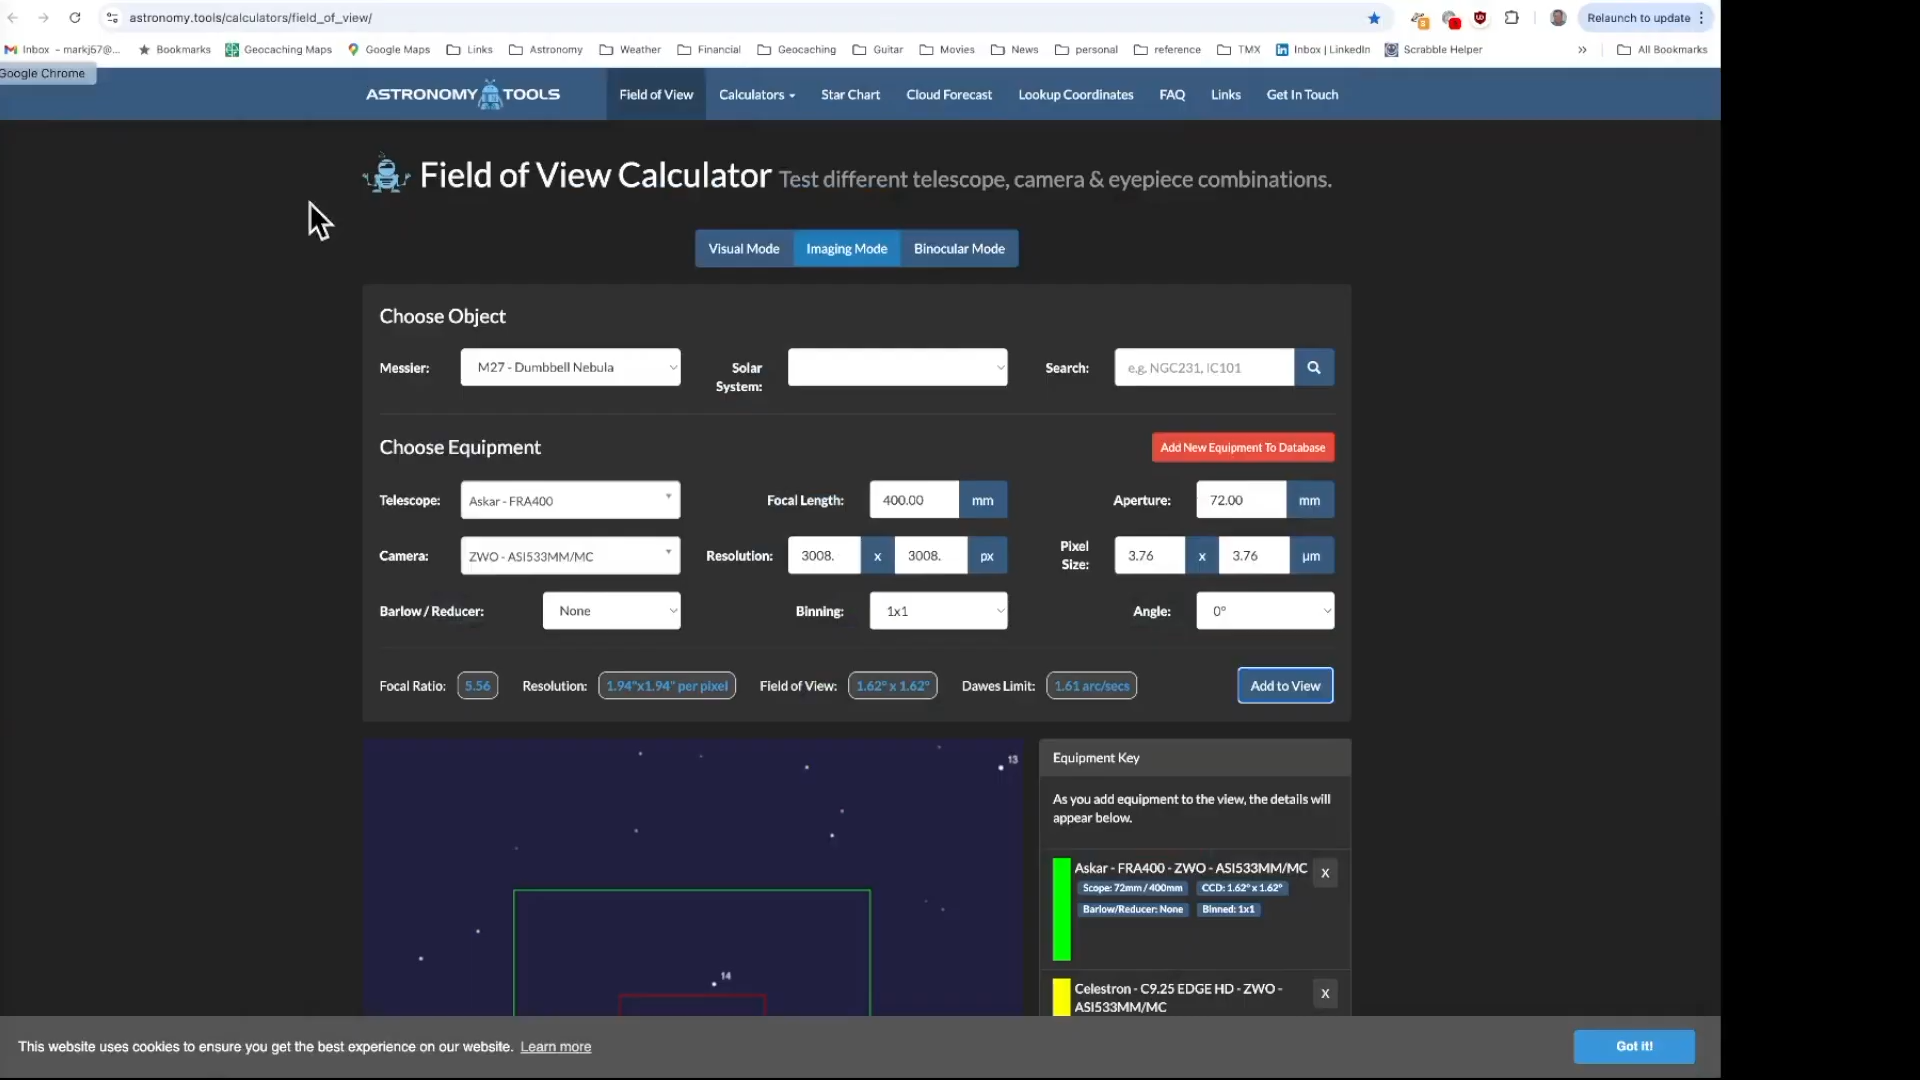 astronomy.tools/calculators/field_of_view/
Relaunch to update
Inbox - markj57@... Bookmarks Geocaching Maps Google Maps Links Astronomy Weather Financial Geocaching Guitar Movies News personal reference TMX Inbox | LinkedIn Scrabble Helper » All Bookmarks
Google Chrome
ASTRONOMY TOOLS Field of View Calculators Star Chart Cloud Forecast Lookup Coordinates FAQ Links Get In Touch
Field of View Calculator Test different telescope, camera & eyepiece combinations.
Visual Mode Imaging Mode Binocular Mode
Choose Object
Messier: M27 - Dumbbell Nebula Solar System: Search: e.g. NGC231, IC101
Choose Equipment Add New Equipment To Database
Telescope: Askar - FRA400 Focal Length: 400.00 mm Aperture: 72.00 mm
Camera: ZWO - ASI533MM/MC Resolution: 3008. x 3008. px Pixel Size: 3.76 x 3.76 µm
Barlow / Reducer: None Binning: 1x1 Angle: 0°
Focal Ratio: 5.56 Resolution: 1.94"x1.94" per pixel Field of View: 1.62° x 1.62° Dawes Limit: 1.61 arc/secs Add to View
13
14
Equipment Key
As you add equipment to the view, the details will
appear below.
Askar - FRA400 - ZWO - ASI533MM/MC X
Scope: 72mm / 400mm CCD: 1.62° x 1.62°
Barlow/Reducer: None Binned: 1x1
Celestron - C9.25 EDGE HD - ZWO - X
ASI533MM/MC
This website uses cookies to ensure you get the best experience on our website. Learn more Got it!